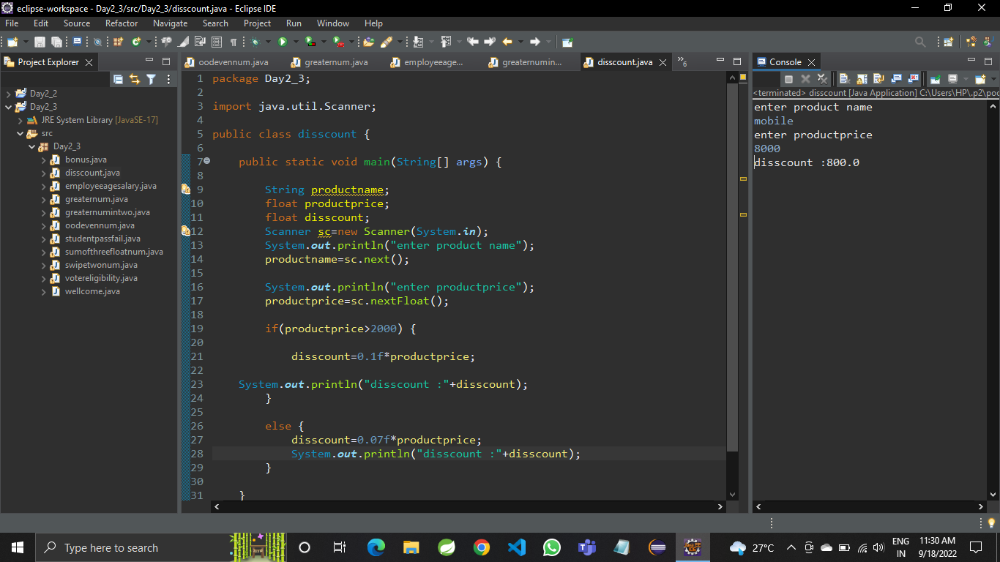 eclipse-workspace - Day2_3/src/Day2_3/disscount.java - Eclipse IDE
File Edit Source Refactor Navigate Search Project Run Window Help
Project Explorer
Day2_2
Day2_3
JRE System Library [JavaSE-17]
src
Day2_3
bonus.java
disscount.java
employeeagesalary.java
greaternum.java
greaternumintwo.java
oodevennum.java
studentpassfail.java
sumofthreefloatnum.java
swipetwonum.java
votereligibility.java
wellcome.java
oodevennum.java greaternum.java employeeage... greaternumin... disscount.java »6
1 package Day2_3;
2
3 import java.util.Scanner;
4
5 public class disscount {
6
7 public static void main(String[] args) {
8
9 String productname;
10 float productprice;
11 float disscount;
12 Scanner sc=new Scanner(System.in);
13 System.out.println("enter product name");
14 productname=sc.next();
15
16 System.out.println("enter productprice");
17 productprice=sc.nextFloat();
18
19 if(productprice>2000) {
20
21 disscount=0.1f*productprice;
22
23 System.out.println("disscount :"+disscount);
24 }
25
26 else {
27 disscount=0.07f*productprice;
28 System.out.println("disscount :"+disscount);
29 }
30
31 }
Console
<terminated> disscount [Java Application] C:\Users\HP\.p2\poo
enter product name
mobile
enter productprice
8000
disscount :800.0
Type here to search
27°C
ENG
IN
11:30 AM
9/18/2022